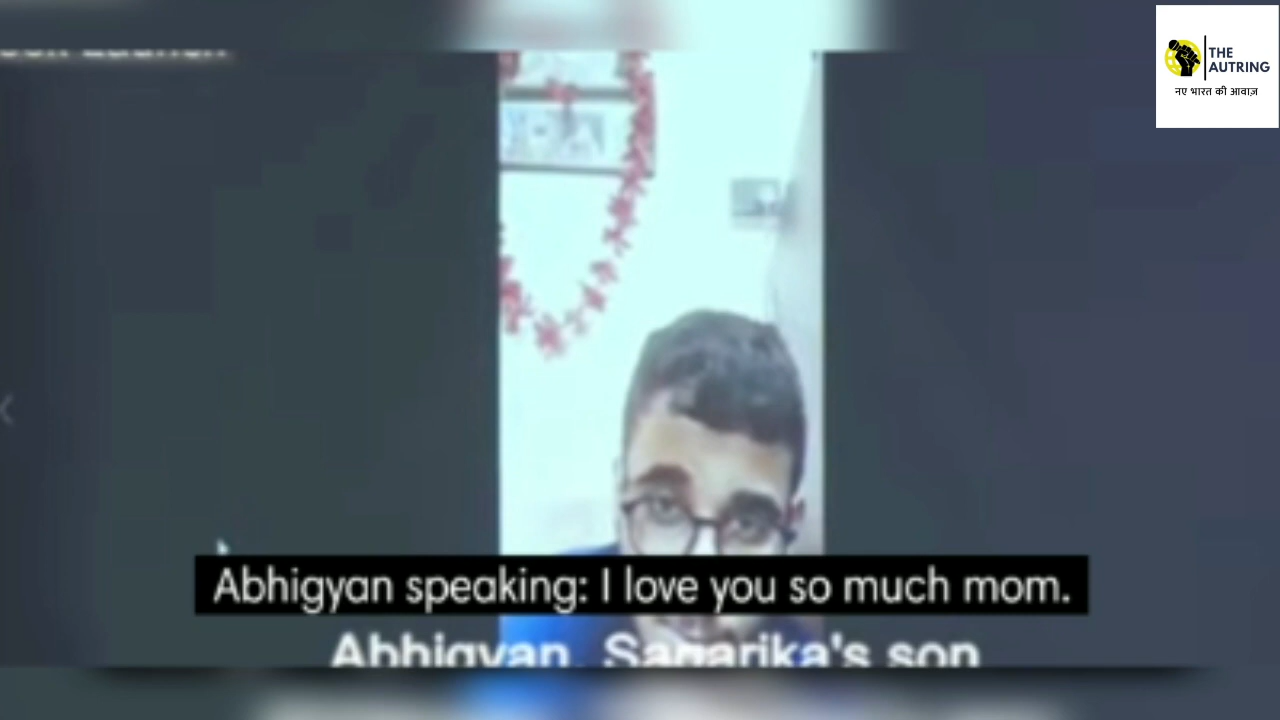 THE
AUTRING
नए भारत की आवाज़
Abhigyan speaking: I love you so much mom.
Abhigyan, Sagarika's son